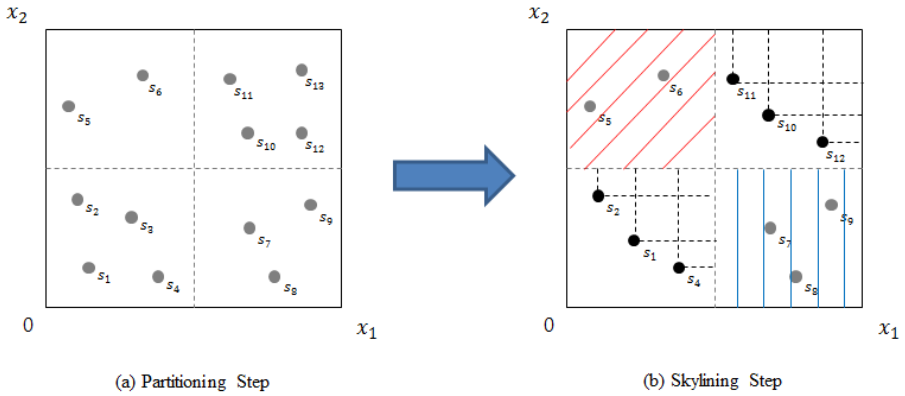 x₂
s₅
s₆
s₁₁
s₁₃
s₁₀
s₁₂
s₂
s₃
s₁
s₄
s₇
s₉
s₈
0
x₁
(a) Partitioning Step
x₂
s₅
s₆
s₁₁
s₁₀
s₁₂
s₂
s₁
s₄
s₇
s₉
s₈
0
x₁
(b) Skylining Step